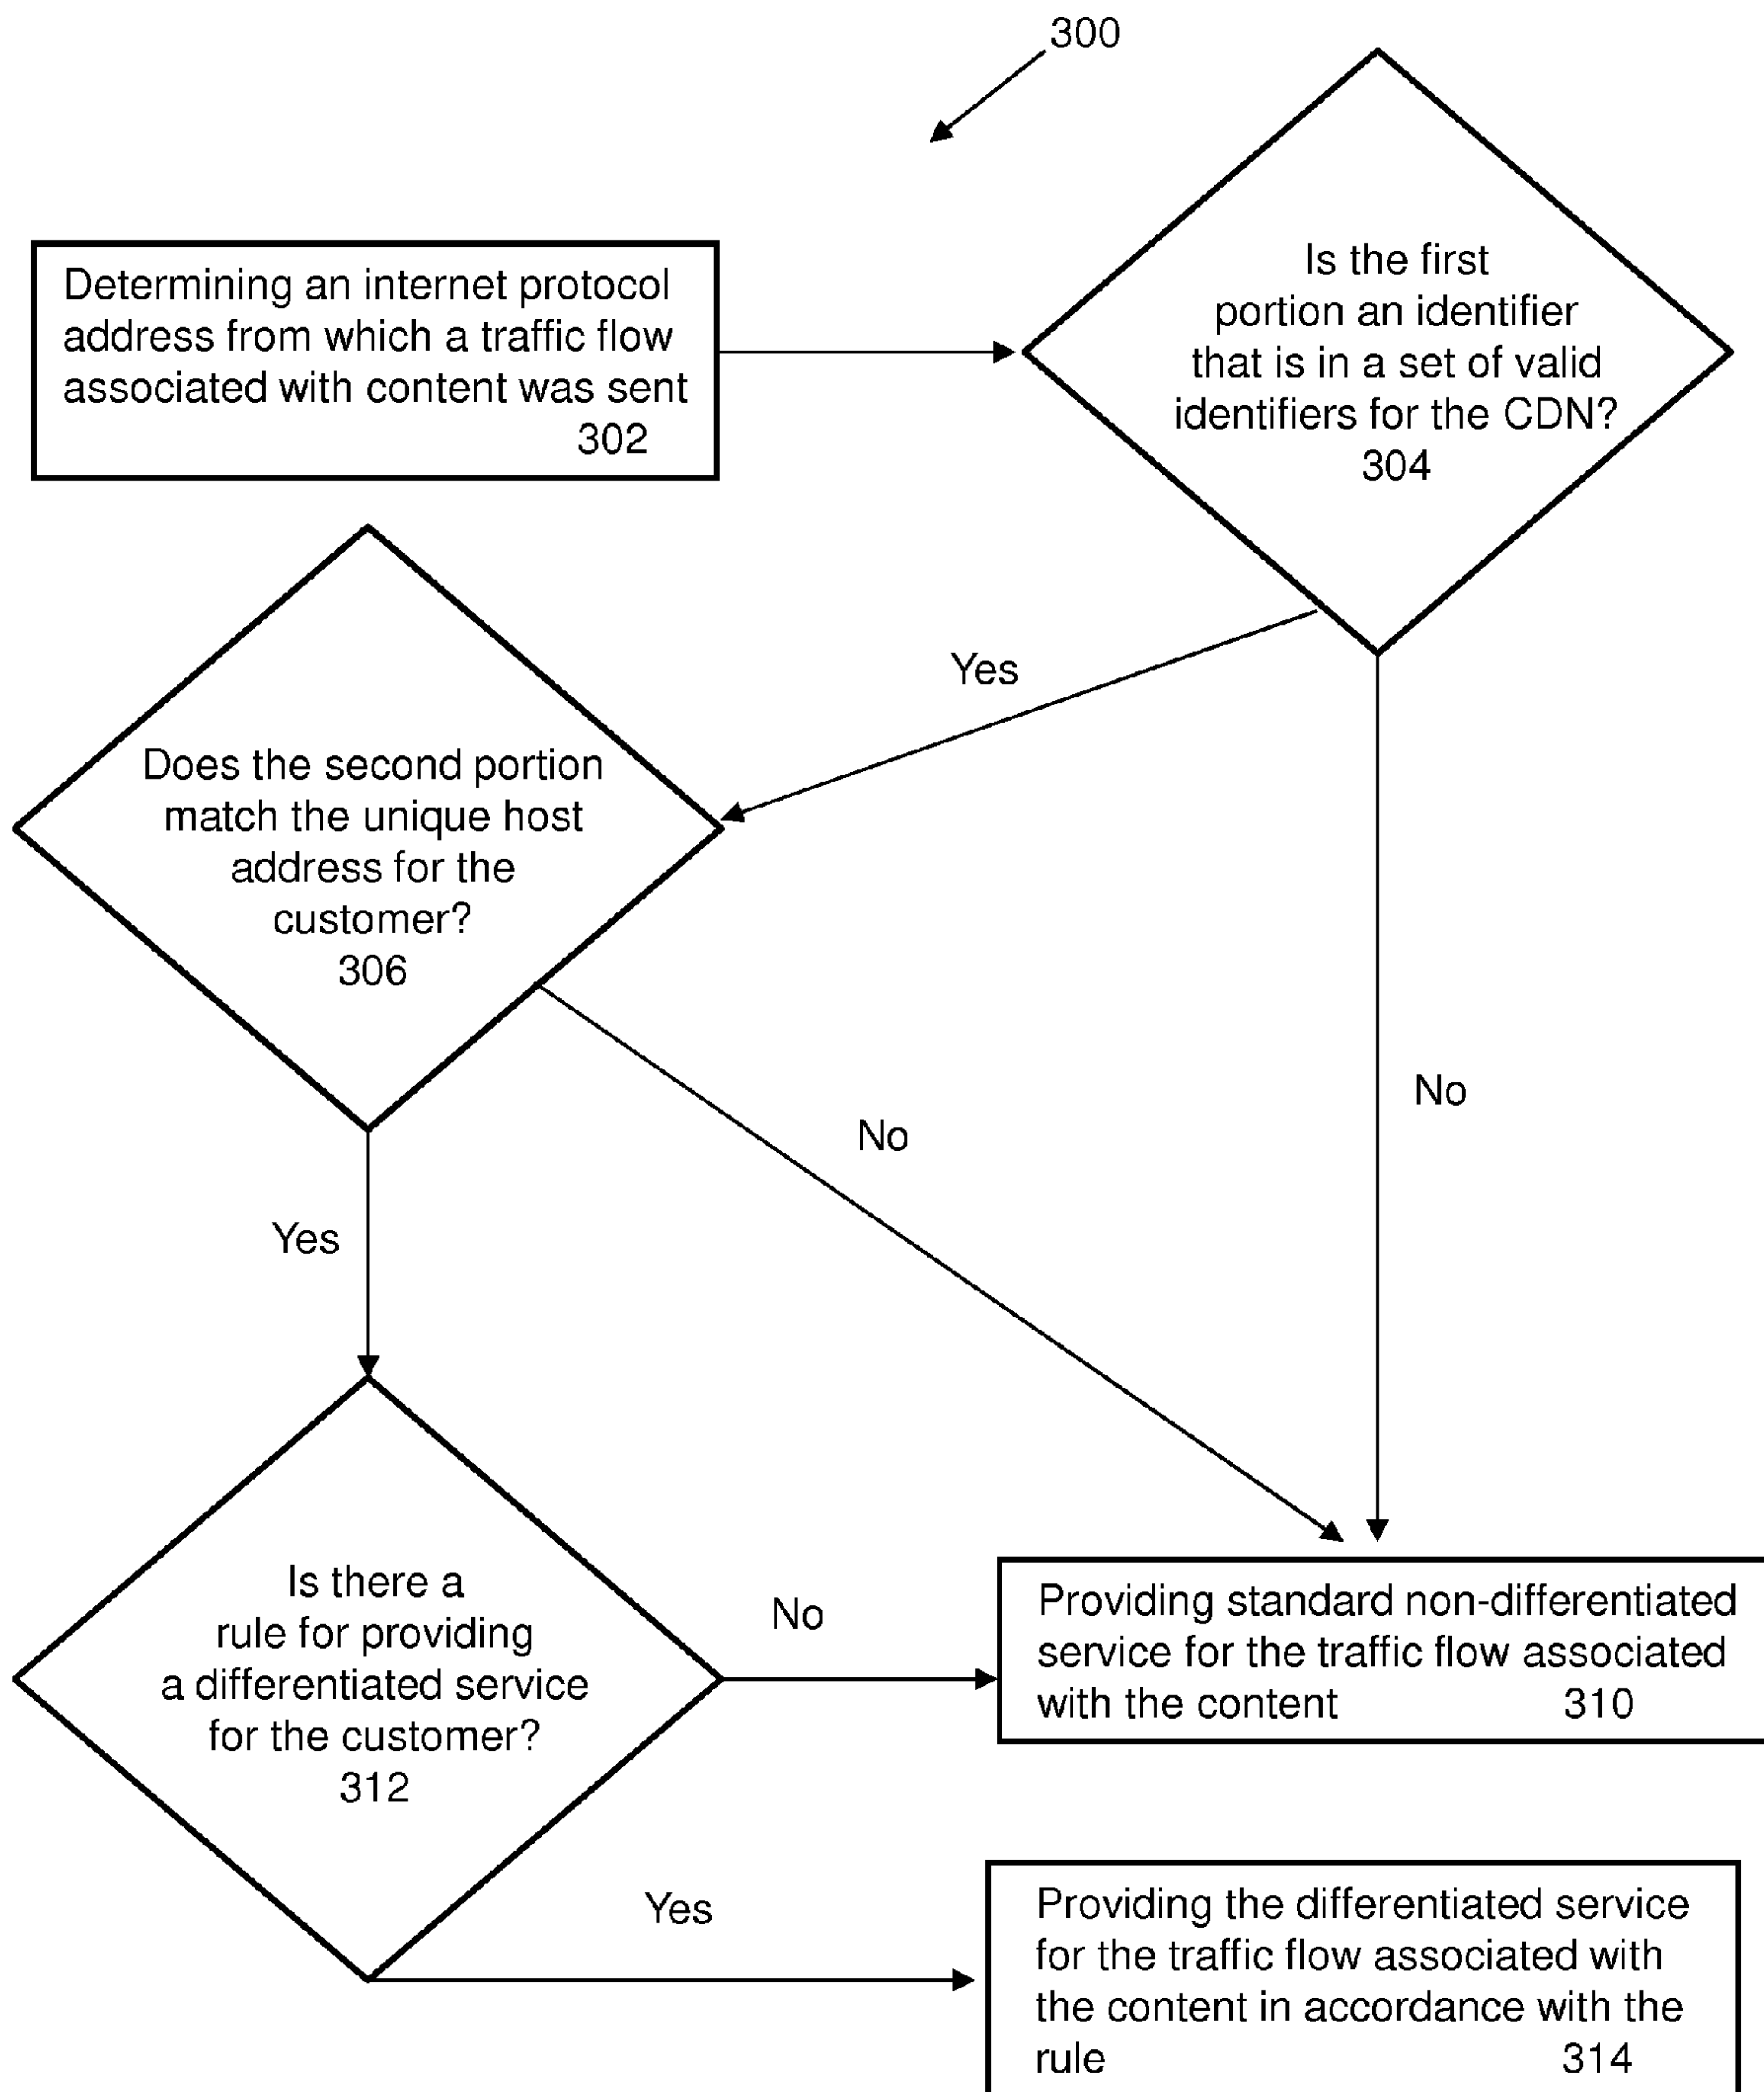 300
Determining an internet protocol
address from which a traffic flow
associated with content was sent
302
Is the first
portion an identifier
that is in a set of valid
identifiers for the CDN?
304
Yes
Does the second portion
match the unique host
address for the
customer?
306
No
No
Yes
Is there a
rule for providing
a differentiated service
for the customer?
312
No
Providing standard non-differentiated
service for the traffic flow associated
with the content 310
Yes
Providing the differentiated service
for the traffic flow associated with
the content in accordance with the
rule 314